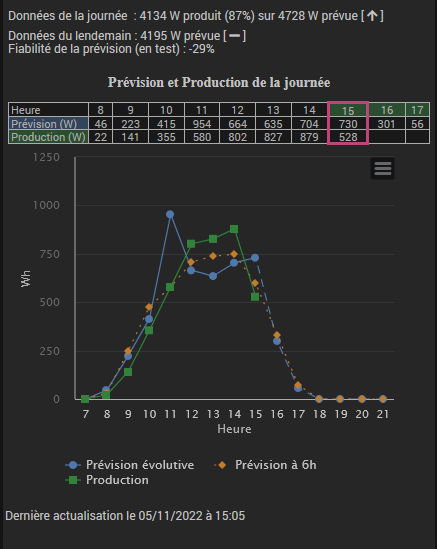 Données de la journée : 4134 W produit (87%) sur 4728 W prévue [↑]
Données du lendemain : 4195 W prévue [━]
Fiabilité de la prévision (en test) : -29%
Prévision et Production de la journée
Heure 8 9 10 11 12 13 14 15 16 17
Prévision (W) 46 223 415 954 664 635 704 730 301 56
Production (W) 22 141 355 580 802 827 879 528
1250
1000
750
500
250
0
Wh
7 8 9 10 11 12 13 14 15 16 17 18 19 20 21
Heure
Prévision évolutive
Prévision à 6h
Production
Dernière actualisation le 05/11/2022 à 15:05